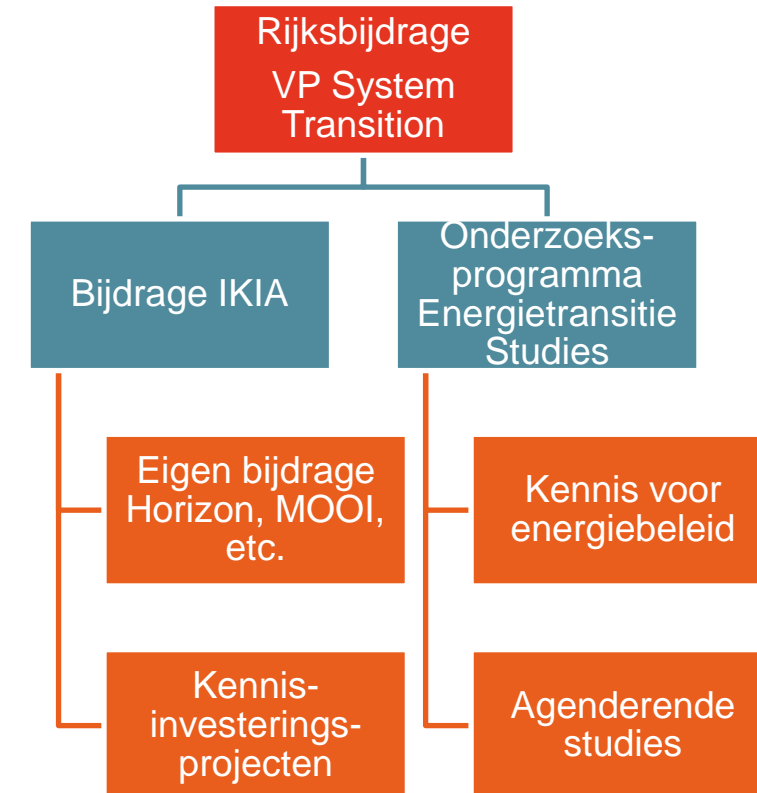 Rijksbijdrage
VP System
Transition
Bijdrage IKIA
Onderzoeks-
programma
Energietransitie
Studies
Eigen bijdrage
Horizon, MOOI,
etc.
Kennis-
investerings-
projecten
Kennis voor
energiebeleid
Agenderende
studies